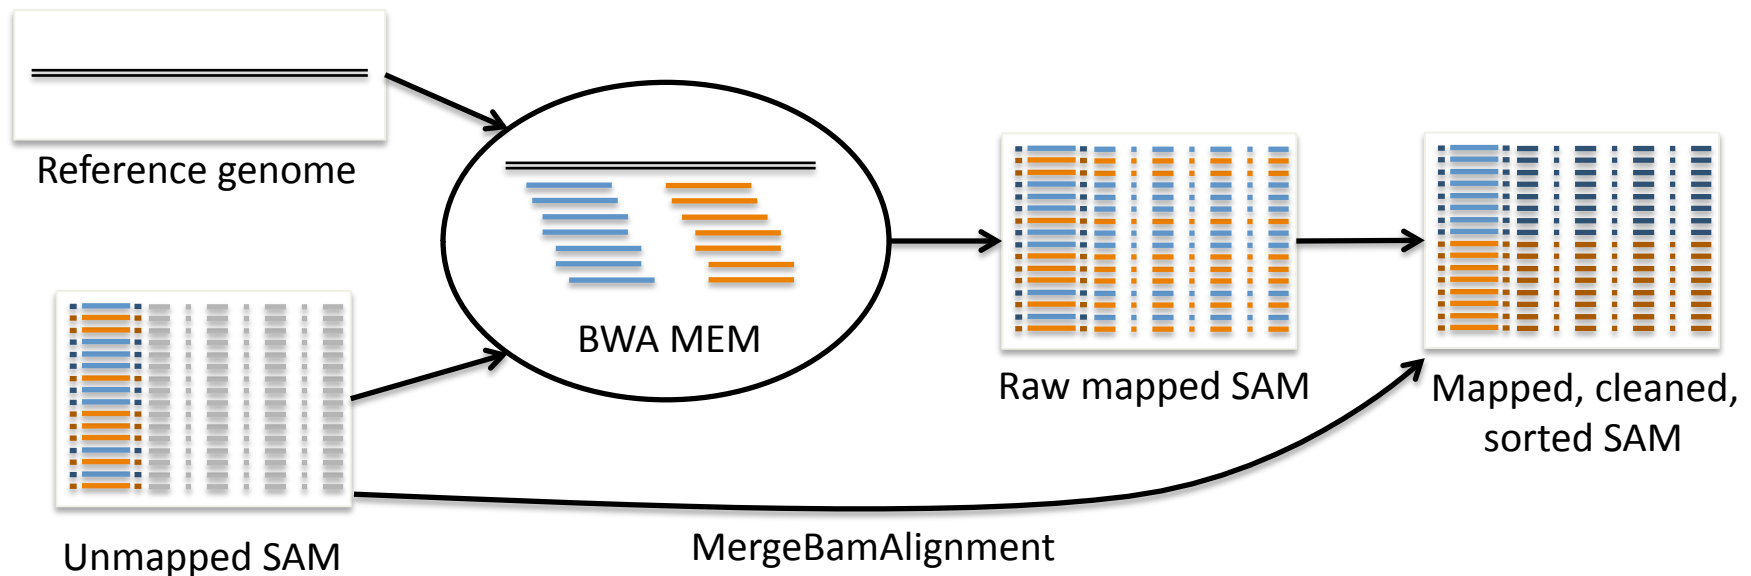 Reference genome
BWA MEM
Raw mapped SAM
Mapped, cleaned,
sorted SAM
Unmapped SAM
MergeBamAlignment